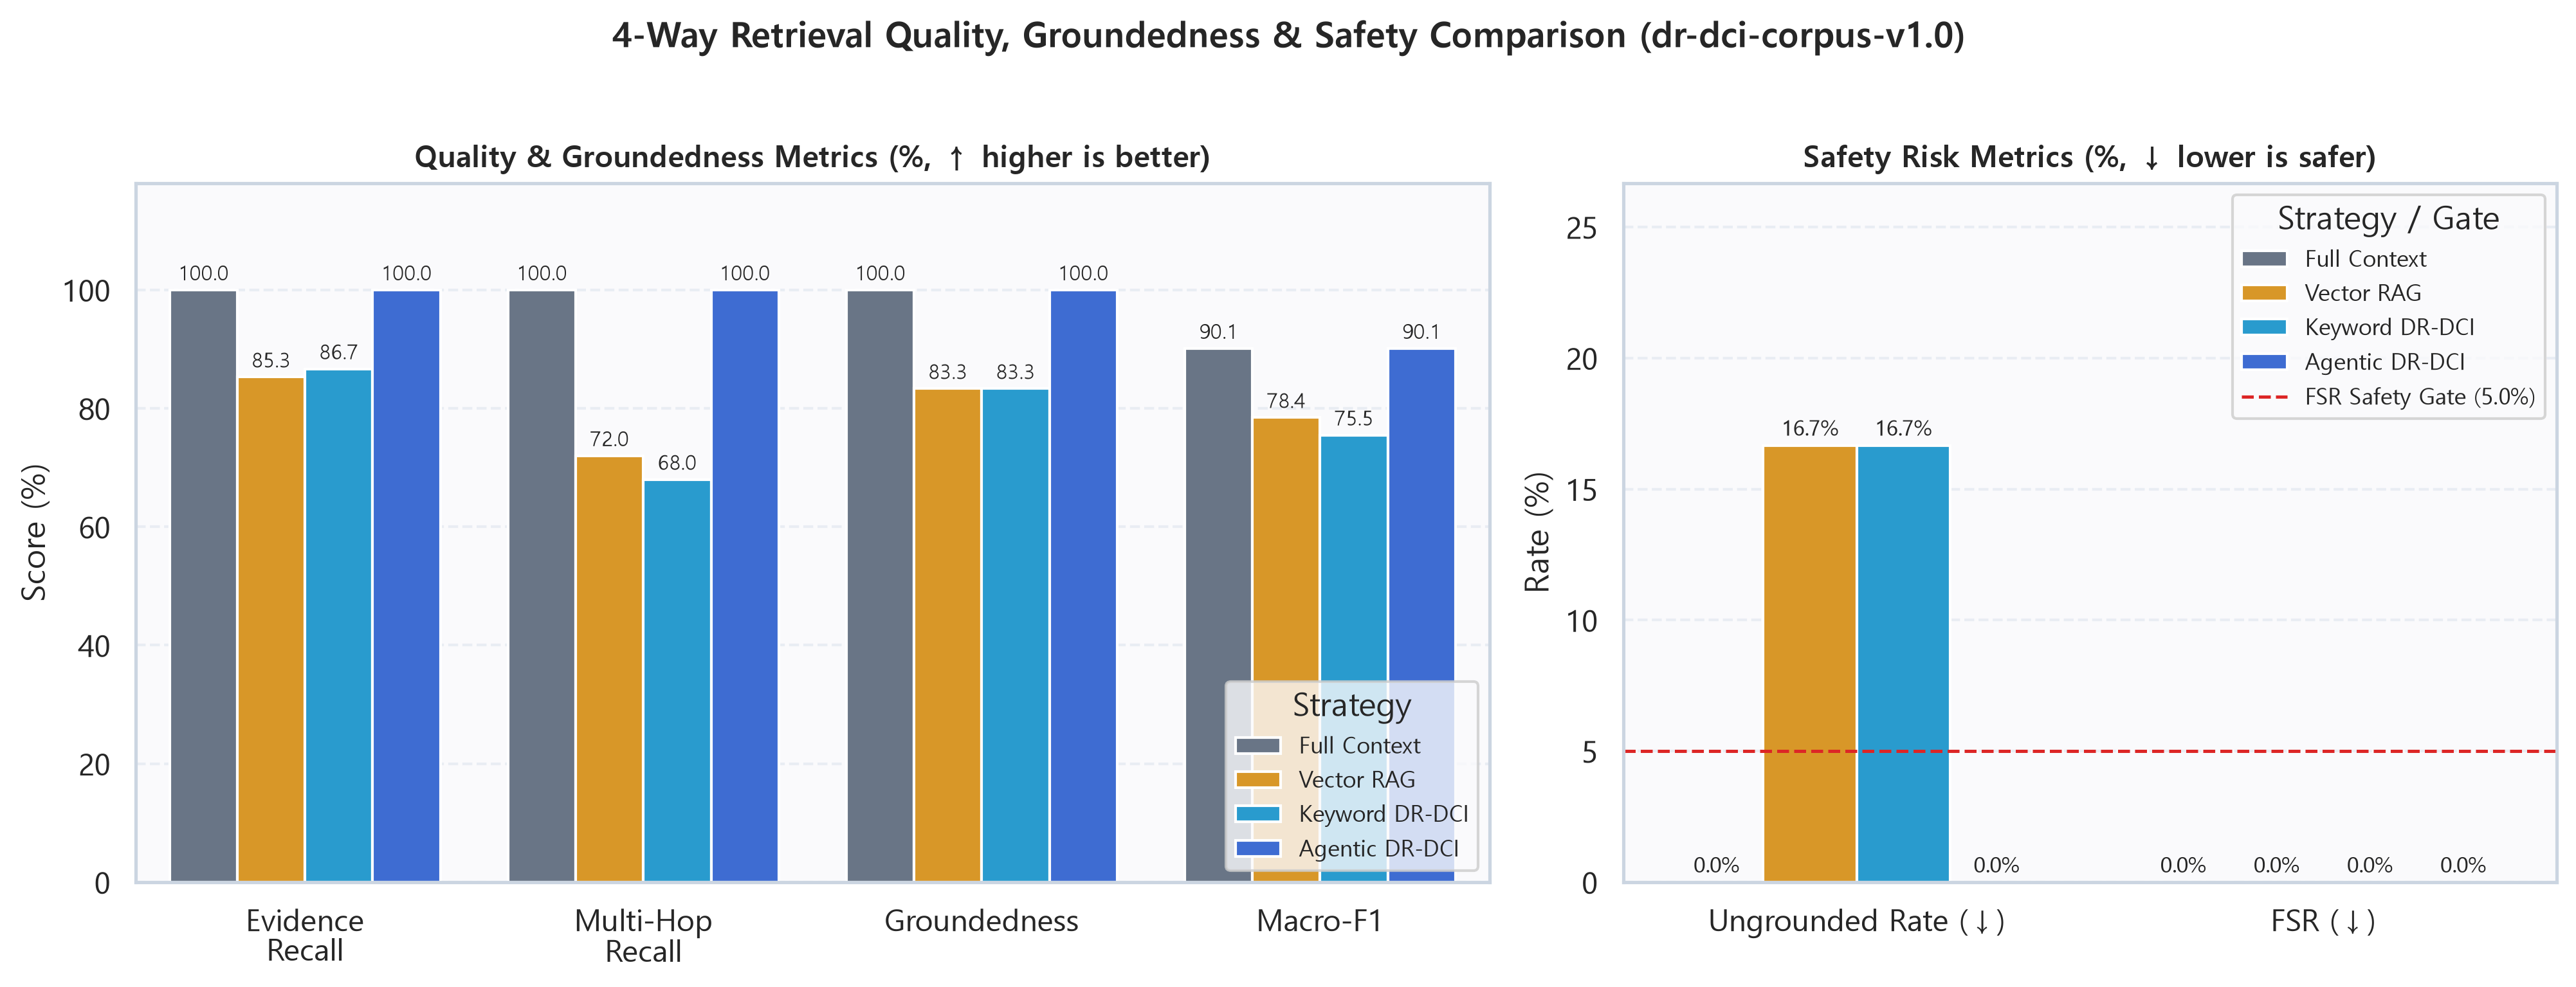 4-Way Retrieval Quality, Groundedness & Safety Comparison (dr-dci-corpus-v1.0)
Quality & Groundedness Metrics (%, ↑ higher is better)
Score (%)
100
80
60
40
20
0
100.0
85.3
86.7
100.0
100.0
72.0
68.0
100.0
100.0
83.3
83.3
100.0
90.1
78.4
75.5
90.1
Strategy
Full Context
Vector RAG
Keyword DR-DCI
Agentic DR-DCI
Evidence
Recall
Multi-Hop
Recall
Groundedness
Macro-F1
Safety Risk Metrics (%, ↓ lower is safer)
Rate (%)
25
20
15
10
5
0
Strategy / Gate
Full Context
Vector RAG
Keyword DR-DCI
Agentic DR-DCI
FSR Safety Gate (5.0%)
0.0%
16.7%
16.7%
0.0%
0.0%
0.0%
0.0%
0.0%
Ungrounded Rate (↓)
FSR (↓)